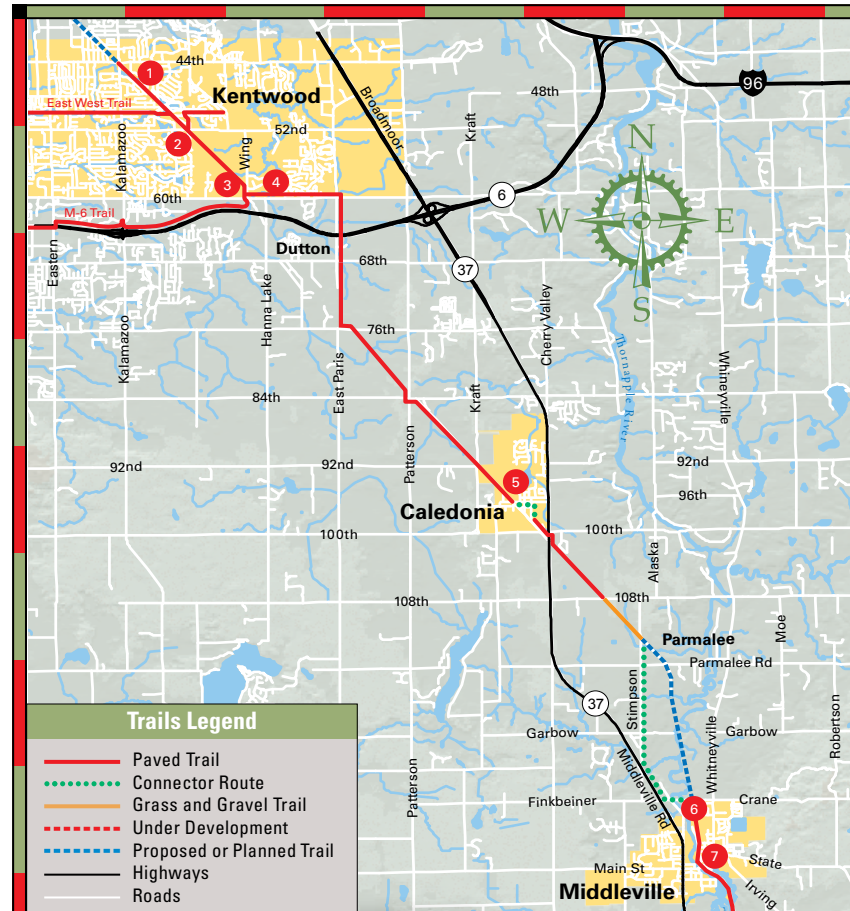 1
44th
Kentwood
Broadmoor
48th
96
East West Trail
Kalamazoo
2
52nd
Wing
Kraft
N
3
4
60th
6
W
E
M-6 Trail
Dutton
S
Eastern
68th
37
Hanna Lake
Kalamazoo
76th
Cherry Valley
Thornapple River
Whineyville
East Paris
84th
Kraft
Patterson
92nd
92nd
92nd
5
96th
Caledonia
100th
100th
Alaska
108th
108th
Parmalee
Moe
Parmalee Rd
Stimpson
37
Garbow
Garbow
Whitneyville
Robertson
Patterson
Middleville Rd
Finkbeiner
6
Crane
7
Main St
State
Irving
Middleville
Trails Legend
Paved Trail
Connector Route
Grass and Gravel Trail
Under Development
Proposed or Planned Trail
Highways
Roads